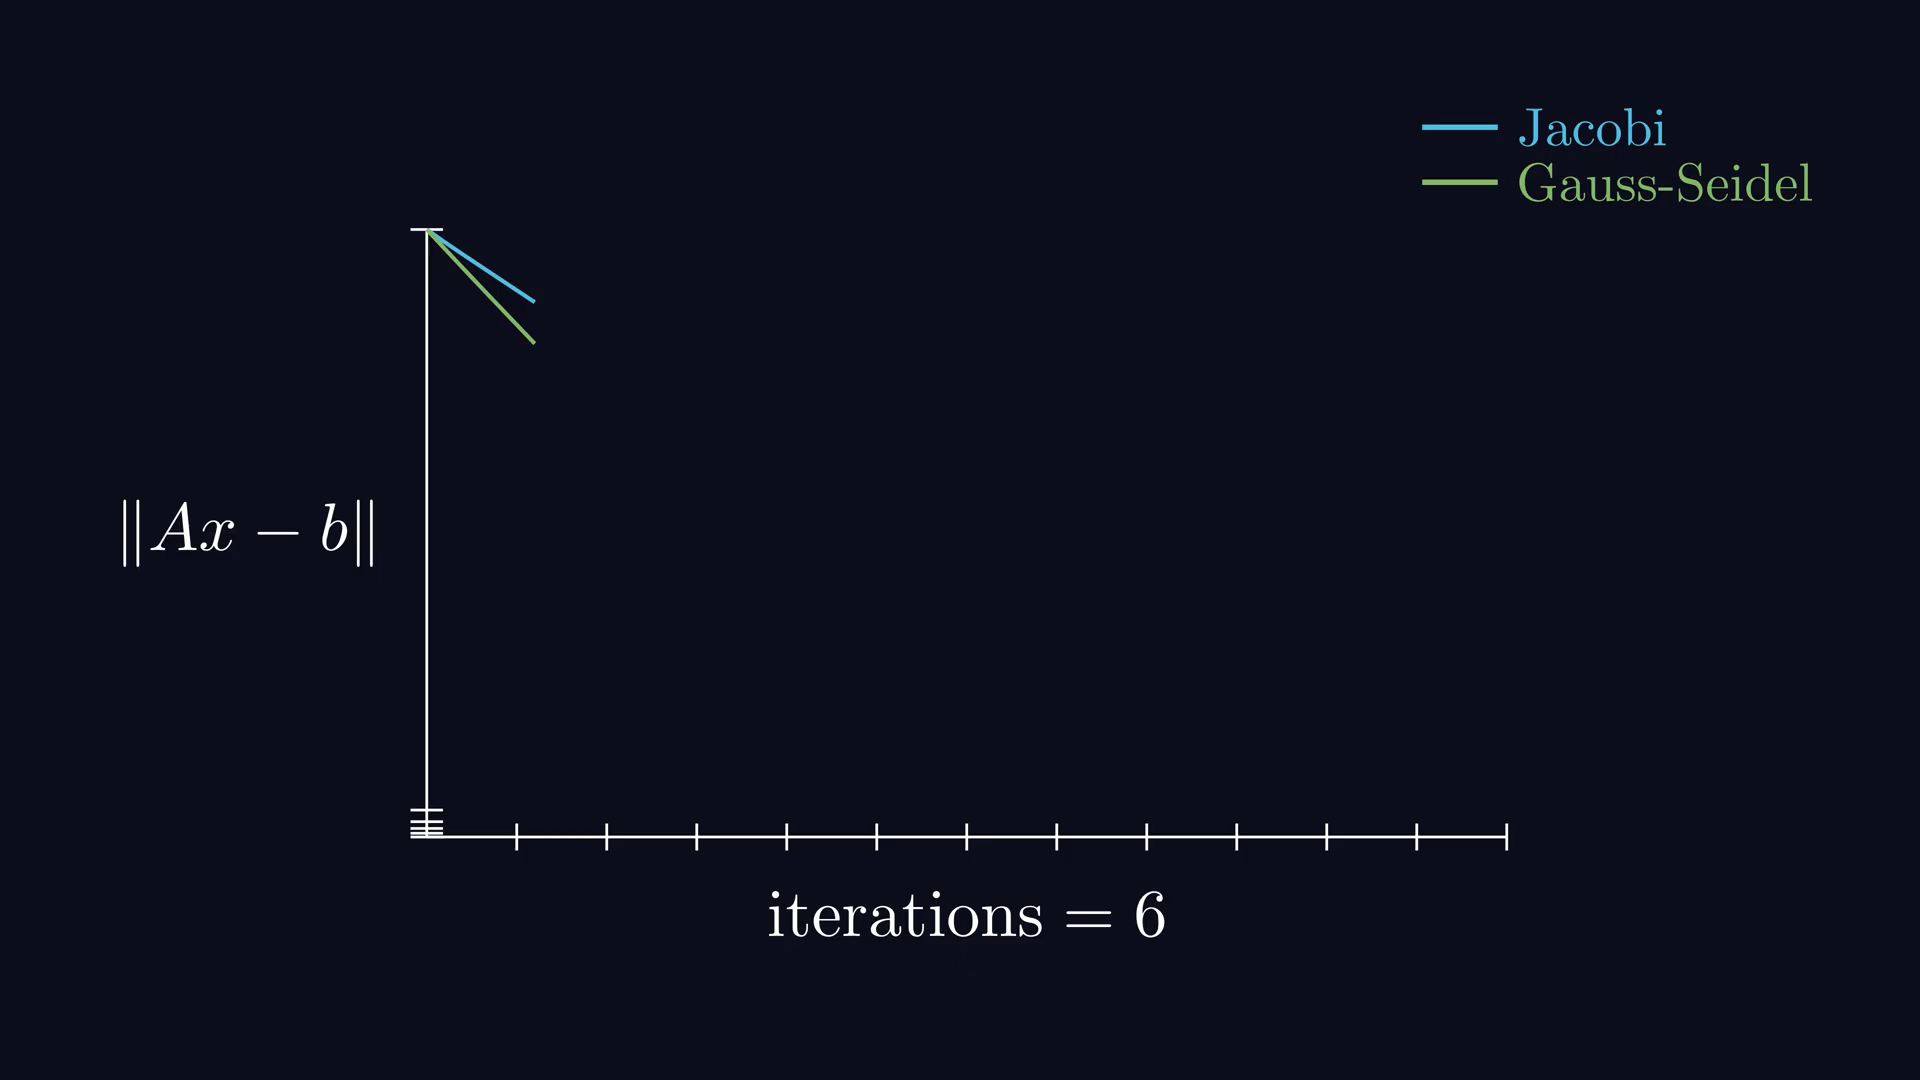 Jacobi
Gauss-Seidel
‖Ax − b‖
iterations = 6